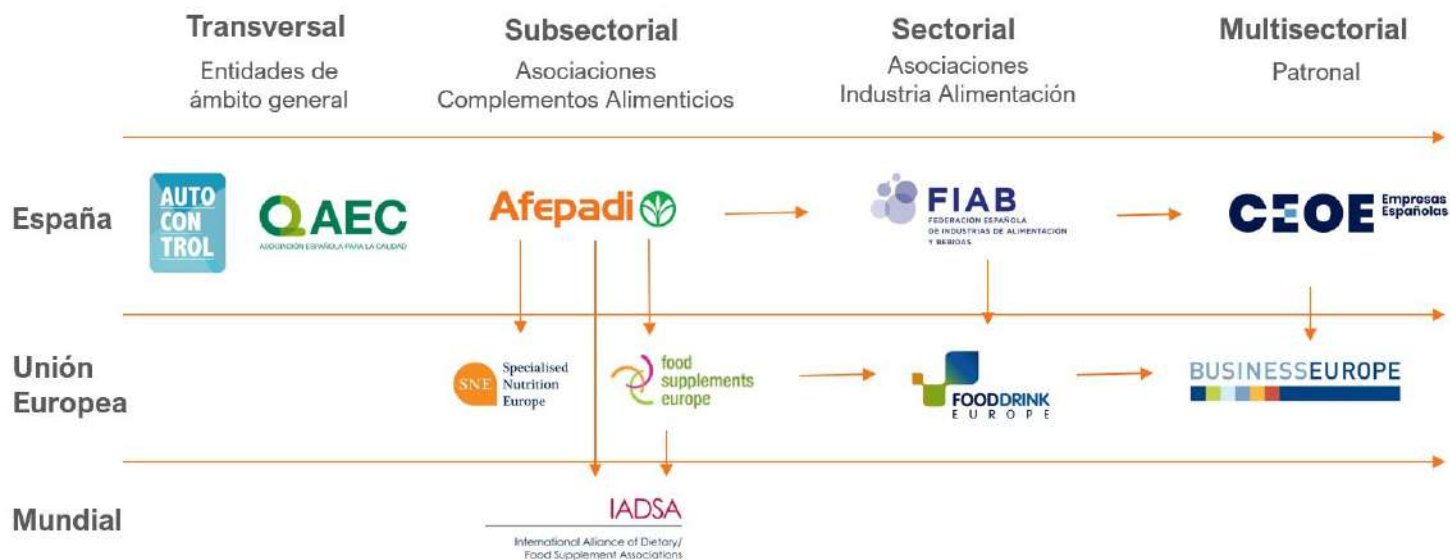 Transversal
Entidades de
ámbito general
Subsectorial
Asociaciones
Complementos Alimenticios
Sectorial
Asociaciones
Industria Alimentación
Multisectorial
Patronal
España
AUTO
CON
TROL
AEC
ASOCIACIÓN ESPAÑOLA PARA LA CALIDAD
Afepadi
FIAB
FEDERACIÓN ESPAÑOLA
DE INDUSTRIAS DE ALIMENTACIÓN
Y BEBIDAS
CEOE
Empresas
Españolas
Unión
Europea
SNE
Specialised
Nutrition
Europe
food
supplements
europe
FOODDRINK
EUROPE
BUSINESSEUROPE
Mundial
IADSA
International Alliance of Dietary/
Food Supplement Associations